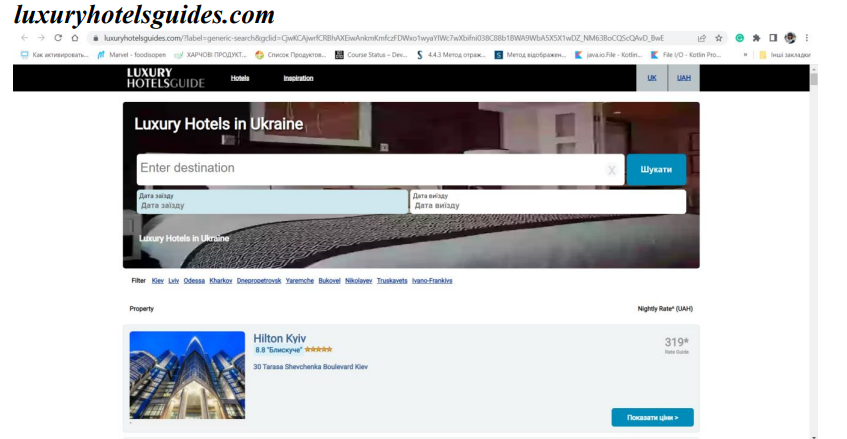 luxuryhotelsguides.com
luxuryhotelsguides.com/?label=generic-search&gclid=CjwKCAjwrfCRBhAXEiwAnkmKmfczFDWxo1wyaYIWc7wXbifni038C88b1BWA9WbA5X5X1wDZ_NM63BoCQScQAvD_BwE
Как активировать... Marvel - foodisopen ХАРЧОВІ ПРОДУКТ... Список Продуктов... Course Status – Dev... 4.4.3 Метод отраж... Метод відображен... java.io.File - Kotlin... File I/O - Kotlin Pro... » Інші закладки
LUXURY
HOTELSGUIDE Hotels Inspiration UK UAH
Luxury Hotels in Ukraine
Enter destination X Шукати
Дата заїзду Дата виїзду
Дата заїзду Дата виїзду
Luxury Hotels in Ukraine
Filter Kiev Lviv Odessa Kharkov Dnepropetrovsk Yaremche Bukovel Nikolayev Truskavets Ivano-Frankivs
Property Nightly Rate* (UAH)
Hilton Kyiv 319*
8.8 "Блискуче" Rate Guide
30 Tarasa Shevchenka Boulevard Kiev
Показати ціни >